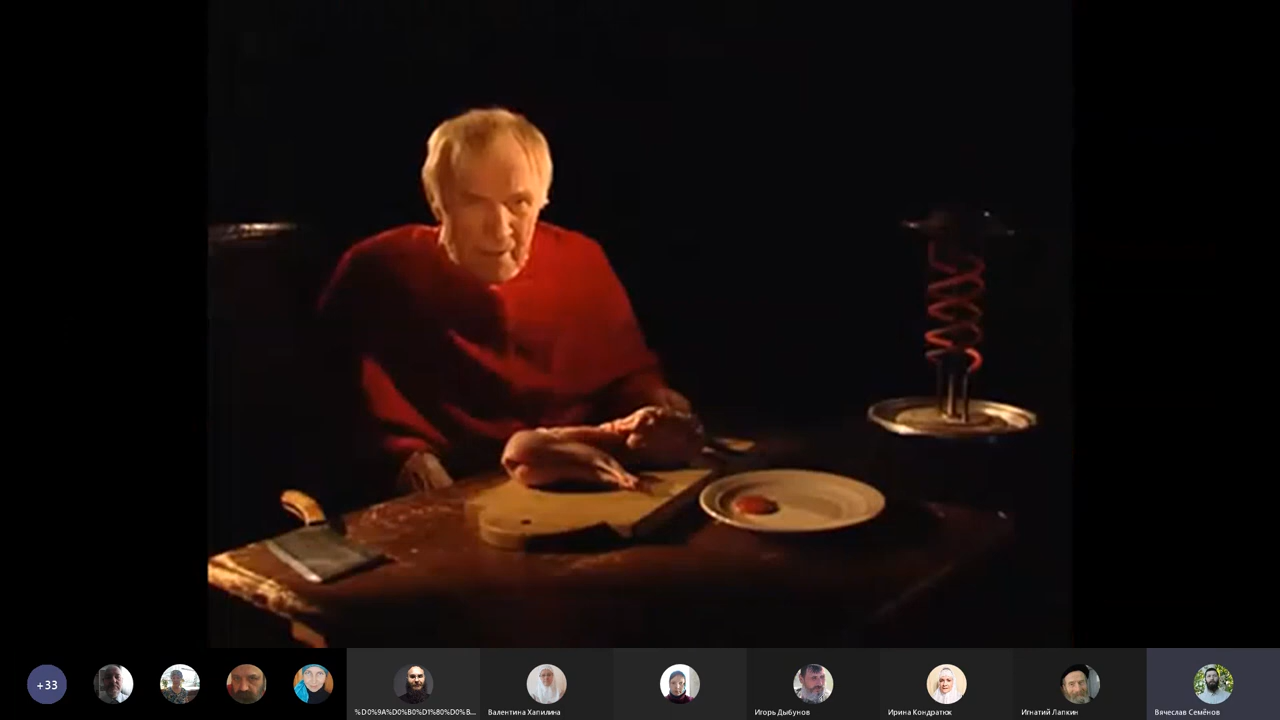 +33
%D0%9A%D0%B0%D1%80%D0%B...
Валентина Хапилина
Игорь Дыбунов
Ирина Кондратюк
Игнатий Лапкин
Вячеслав Семёнов